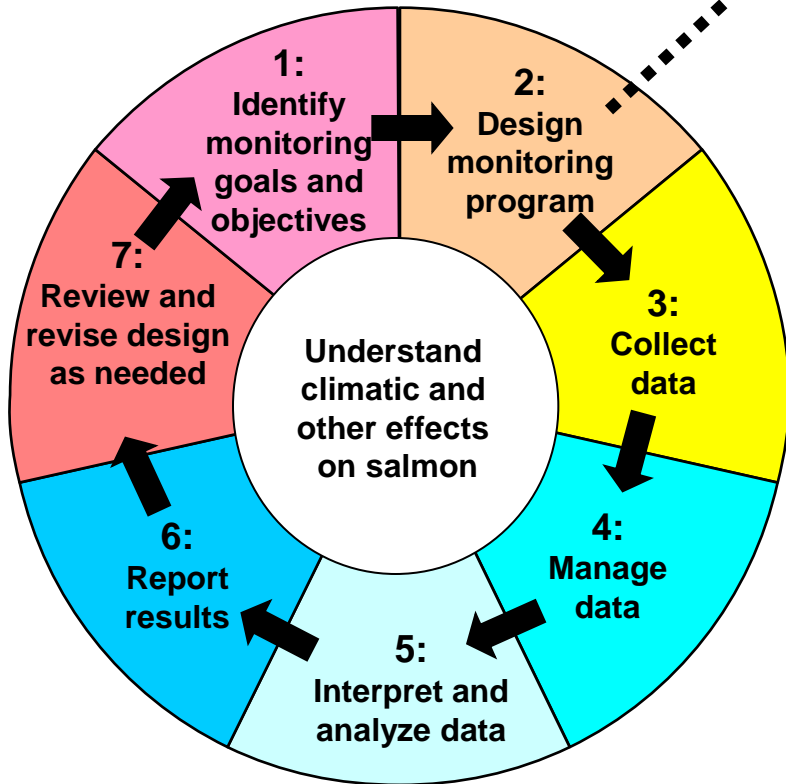 1:
Identify
monitoring
goals and
objectives
2:
Design
monitoring
program
3:
Collect
data
4:
Manage
data
5:
Interpret and
analyze data
6:
Report
results
7:
Review and
revise design
as needed
Understand
climatic and
other effects
on salmon